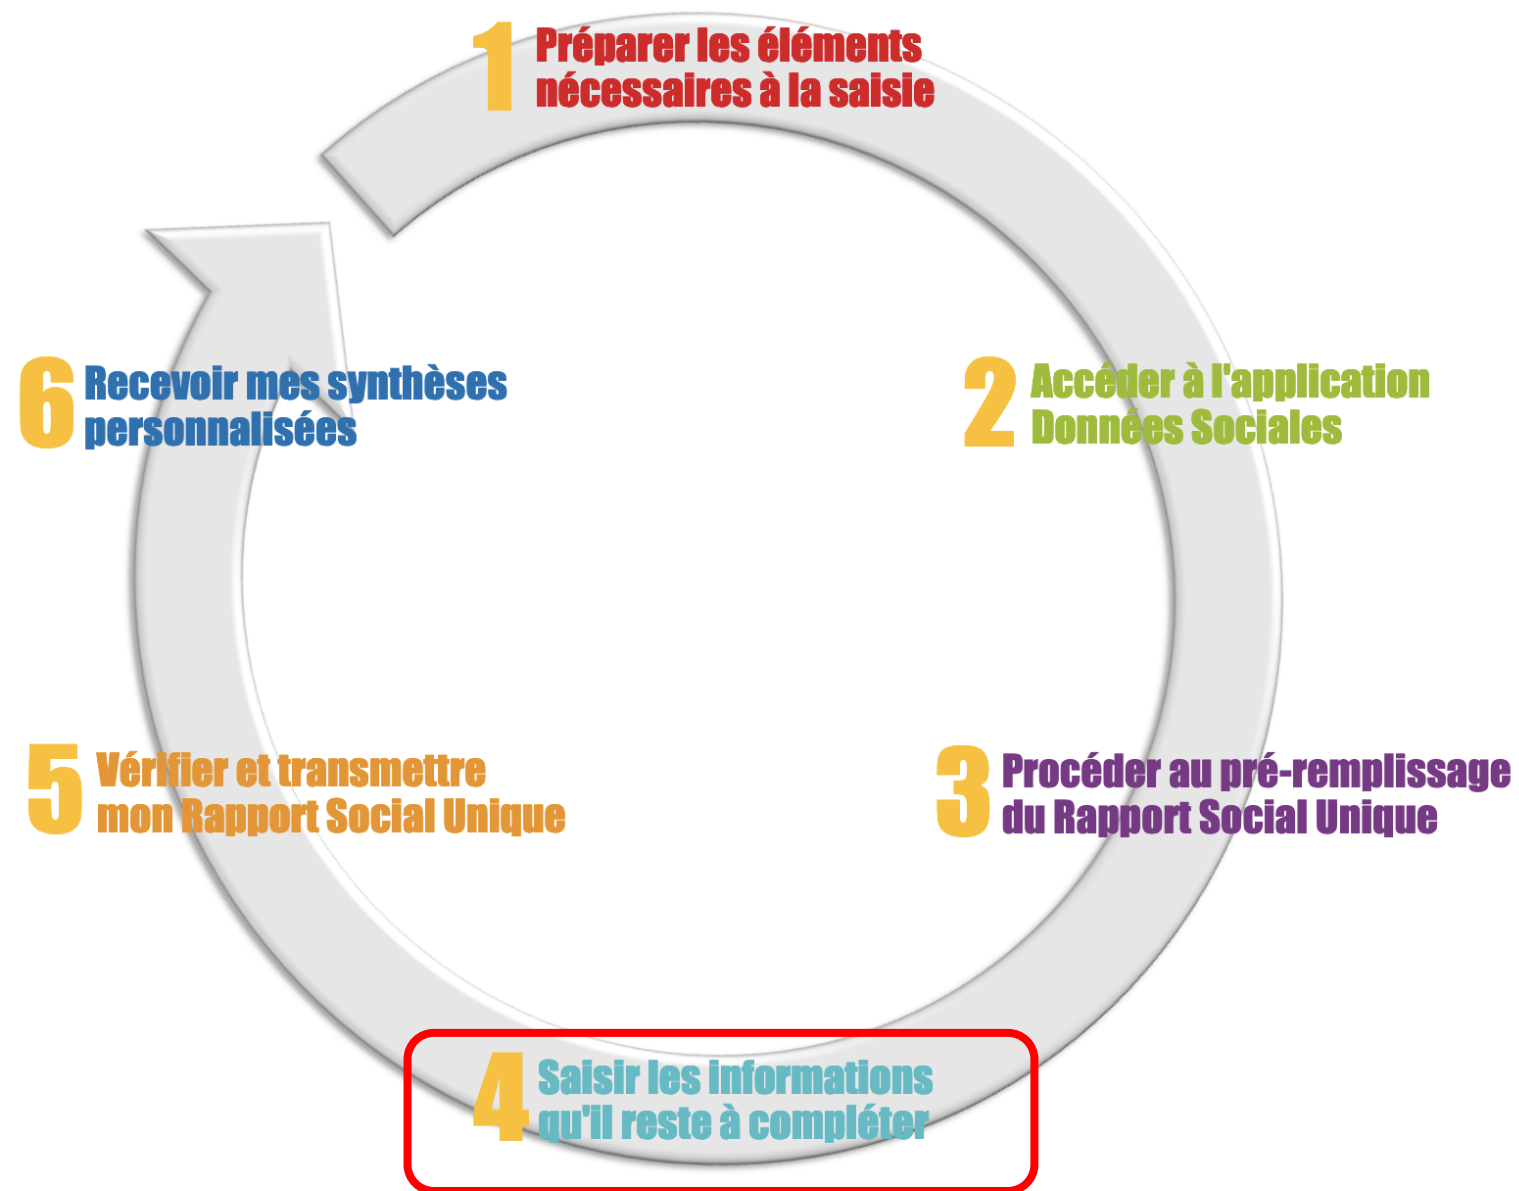 1 Préparer les éléments
nécessaires à la saisie
2 Accéder à l'application
Données Sociales
3 Procéder au pré-remplissage
du Rapport Social Unique
4 Saisir les informations
qu'il reste à compléter
5 Vérifier et transmettre
mon Rapport Social Unique
6 Recevoir mes synthèses
personnalisées